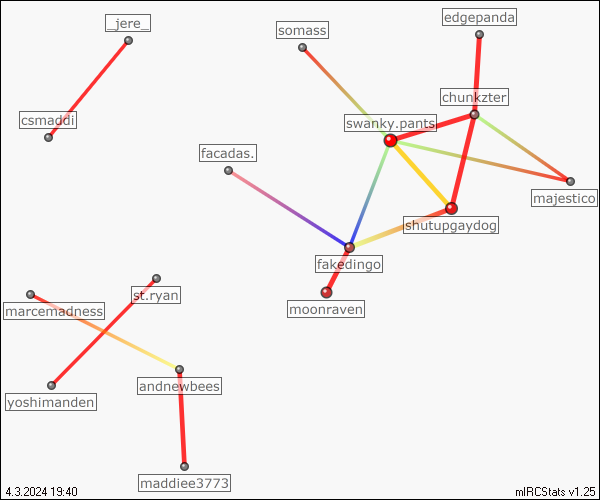 _jere_
edgepanda
somass
chunkzter
csmaddi
swanky.pants
facadas.
majestico
shutupgaydog
fakedingo
st.ryan
marcemadness
moonraven
andnewbees
yoshimanden
maddiee3773
4.3.2024 19:40
mIRCStats v1.25